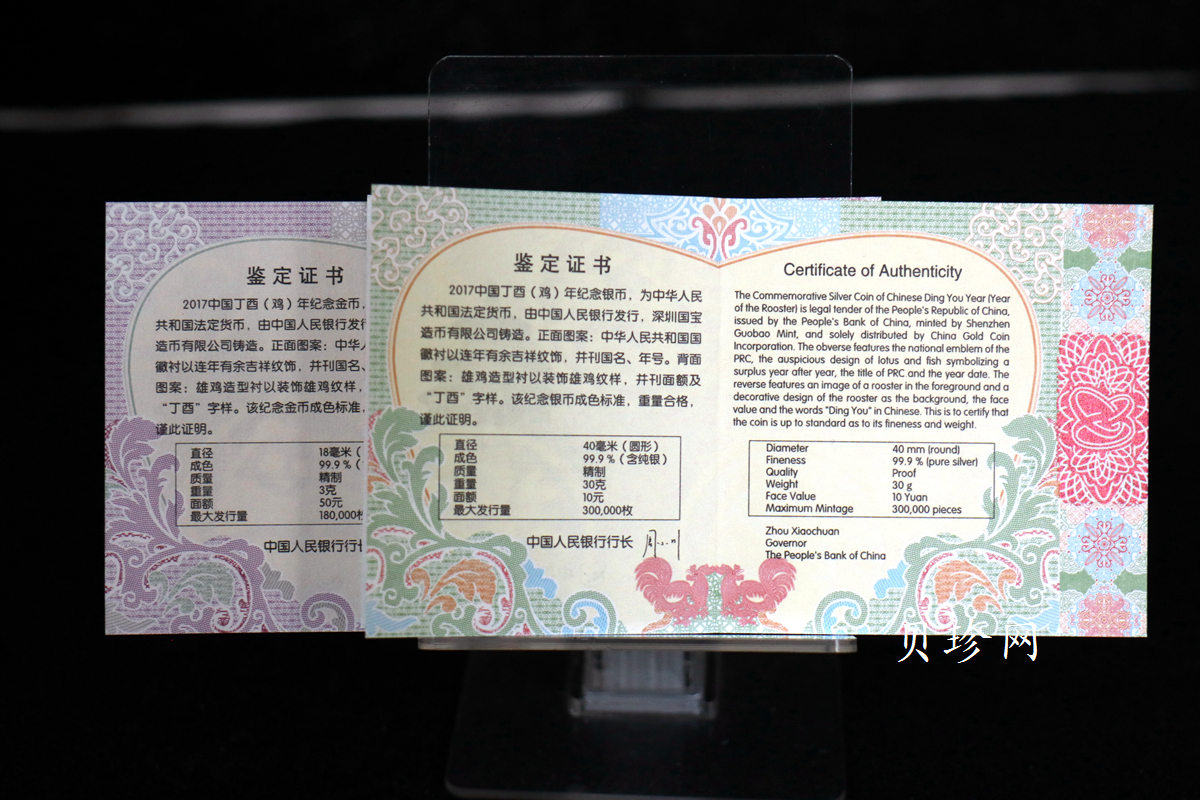 鉴定证书
2017中国丁酉（鸡）年纪念金币，
共和国法定货币，由中国人民银行发行
造币有限公司铸造。正面图案：中华人
徽衬以连年有余吉祥纹饰，并刊国名、
图案：雄鸡造型衬以装饰雄鸡纹样，
“丁酉”字样。该纪念金币成色标准，
谨此证明。
直径 18毫米（
成色 99.9％（
质量 精制
重量 3克
面额 50元
最大发行量 180,000枚
中国人民银行行长
鉴定证书
2017中国丁酉（鸡）年纪念银币，为中华人民
共和国法定货币，由中国人民银行发行，深圳国宝
造币有限公司铸造。正面图案：中华人民共和国国
徽衬以连年有余吉祥纹饰，并刊国名、年号。背面
图案：雄鸡造型衬以装饰雄鸡纹样，并刊面额及
“丁酉”字样。该纪念银币成色标准，重量合格，
谨此证明。
直径 40毫米（圆形）
成色 99.9％（含纯银）
质量 精制
重量 30克
面额 10元
最大发行量 300,000枚
中国人民银行行长
Certificate of Authenticity
The Commemorative Silver Coin of Chinese Ding You Year (Year
of the Rooster) is legal tender of the People's Republic of China,
issued by the People's Bank of China, minted by Shenzhen
Guobao Mint, and solely distributed by China Gold Coin
Incorporation. The obverse features the national emblem of the
PRC, the auspicious design of lotus and fish symbolizing a
surplus year after year, the title of PRC and the year date. The
reverse features an image of a rooster in the foreground and a
decorative design of the rooster as the background, the face
value and the words "Ding You" in Chinese. This is to certify that
the coin is up to standard as to its fineness and weight.
Diameter 40 mm (round)
Fineness 99.9 % (pure silver)
Quality Proof
Weight 30 g
Face Value 10 Yuan
Maximum Mintage 300,000 pieces
Zhou Xiaochuan
Governor
The People's Bank of China
贝珍网